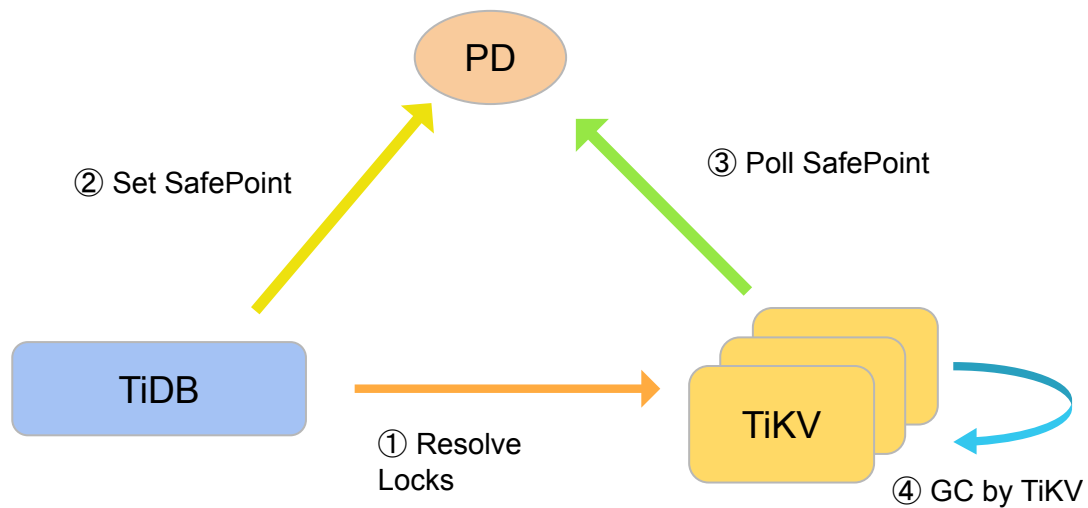 PD
② Set SafePoint
③ Poll SafePoint
TiDB
TiKV
① Resolve
Locks
④ GC by TiKV